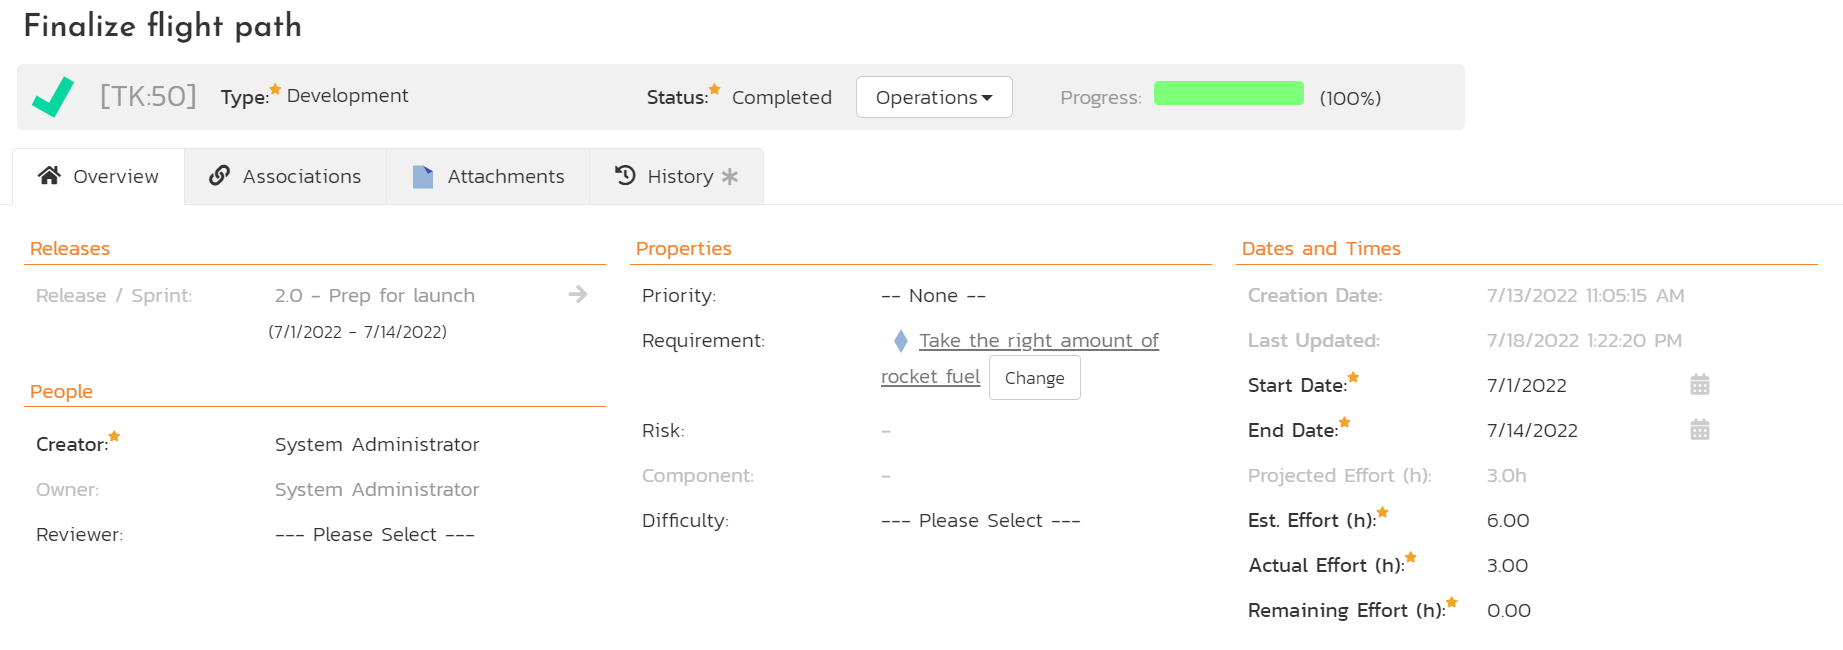 Finalize flight path
[TK:50] Type: Development Status: Completed Operations Progress: (100%)
Overview Associations Attachments History
Releases
Release / Sprint: 2.0 - Prep for launch
(7/1/2022 - 7/14/2022)
People
Creator: System Administrator
Owner: System Administrator
Reviewer: --- Please Select ---
Properties
Priority: -- None --
Requirement: Take the right amount of
rocket fuel Change
Risk: -
Component: -
Difficulty: --- Please Select ---
Dates and Times
Creation Date: 7/13/2022 11:05:15 AM
Last Updated: 7/18/2022 1:22:20 PM
Start Date: 7/1/2022
End Date: 7/14/2022
Projected Effort (h): 3.0h
Est. Effort (h): 6.00
Actual Effort (h): 3.00
Remaining Effort (h): 0.00